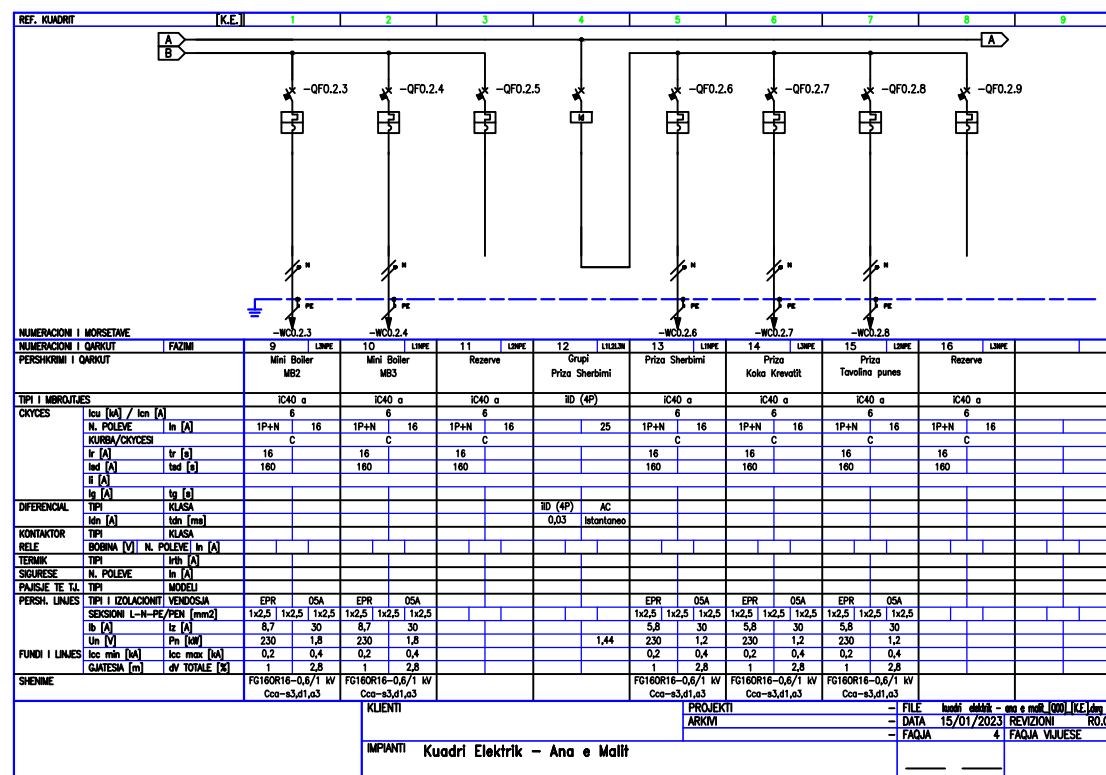 REF. KUADRIT [K.E.] 1 2 3 4 5 6 7 8 9
A A
B
-QF0.2.3 -QF0.2.4 -QF0.2.5 -QF0.2.6 -QF0.2.7 -QF0.2.8 -QF0.2.9
M
N N N N N
PE PE PE PE PE
NUMERACIONI I MORSETAVE -WC0.2.3 -WC0.2.4 -WC0.2.6 -WC0.2.7 -WC0.2.8
NUMERACIONI I QARKUT FAZIMI 9 L3NPE 10 L1NPE 11 L2NPE 12 L1L2L3N 13 L1NPE 14 L3NPE 15 L2NPE 16 L3NPE
PERSHKRIMI I QARKUT Mini Boiler Mini Boiler Rezerve Grupi Priza Sherbimi Priza Priza Rezerve
MB2 MB3 Priza Sherbimi Koka Krevatit Tavolina punes
TIPI I MBROJTJES iC40 a iC40 a iC40 a iID (4P) iC40 a iC40 a iC40 a iC40 a
CKYCES Icu [kA] / Icn [A] 6 6 6 6 6 6 6
N. POLEVE In [A] 1P+N 16 1P+N 16 1P+N 16 25 1P+N 16 1P+N 16 1P+N 16 1P+N 16
KURBA/CKYCESI C C C C C C C
Ir [A] tr [s] 16 16 16 16 16 16 16
Isd [A] tsd [s] 160 160 160 160 160 160 160
Ii [A]
Ig [A] tg [s]
DIFERENCIAL TIPI KLASA iID (4P) AC
Idn [A] tdn [ms] 0,03 Istantaneo
KONTAKTOR TIPI KLASA
RELE BOBINA [V] N. POLEVE In [A]
TERMIK TIPI Irth [A]
SIGURESE N. POLEVE In [A]
PAJISJE TE TJ. TIPI MODELI
PERSH. LINJES TIPI I IZOLACIONIT VENDOSJA EPR 05A EPR 05A EPR 05A EPR 05A EPR 05A
SEKSIONI L-N-PE/PEN [mm2] 1x2,5 1x2,5 1x2,5 1x2,5 1x2,5 1x2,5 1x2,5 1x2,5 1x2,5 1x2,5 1x2,5 1x2,5 1x2,5 1x2,5 1x2,5
Ib [A] Iz [A] 8,7 30 8,7 30 5,8 30 5,8 30 5,8 30
Un [V] Pn [kW] 230 1,8 230 1,8 1,44 230 1,2 230 1,2 230 1,2
FUNDI I LINJES Icc min [kA] Icc max [kA] 0,2 0,4 0,2 0,4 0,2 0,4 0,2 0,4 0,2 0,4
GJATESIA [m] dV TOTALE [%] 1 2,8 1 2,8 1 2,8 1 2,8 1 2,8
SHENIME FG16OR16-0,6/1 kV FG16OR16-0,6/1 kV FG16OR16-0,6/1 kV FG16OR16-0,6/1 kV FG16OR16-0,6/1 kV
Cca-s3,d1,a3 Cca-s3,d1,a3 Cca-s3,d1,a3 Cca-s3,d1,a3 Cca-s3,d1,a3
KLIENTI PROJEKTI - FILE kuadri elektrik - ana e malit_[Q00]_[K.E.].dwg
ARKIVI - DATA 15/01/2023 REVIZIONI R0.0
- FAQJA 4 FAQJA VIJUESE
IMPIANTI Kuadri Elektrik - Ana e Malit